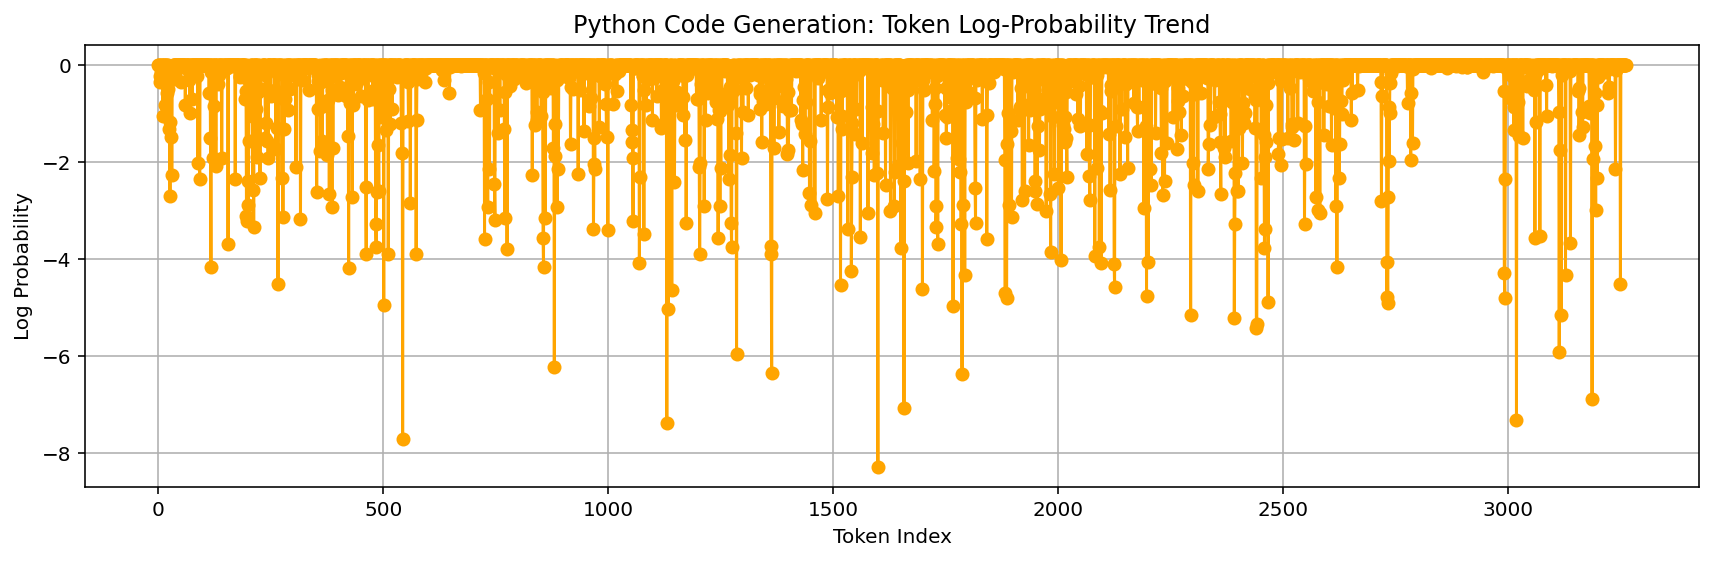 Python Code Generation: Token Log-Probability Trend
0
−2
−4
−6
−8
Log Probability
0 500 1000 1500 2000 2500 3000
Token Index